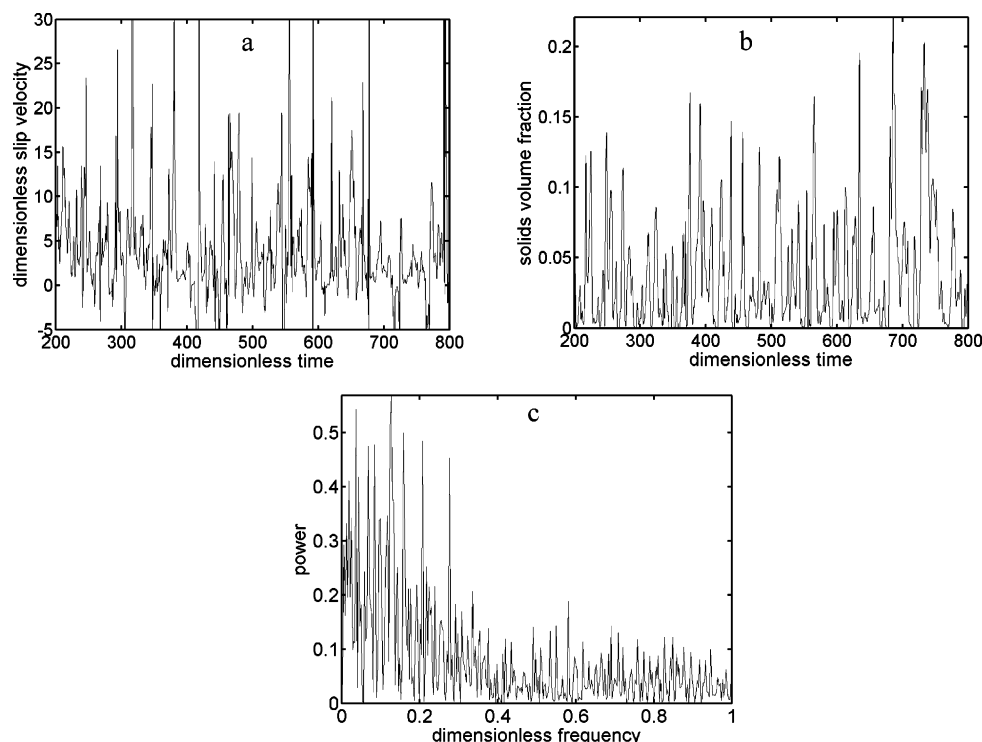 a
30
25
20
15
10
5
0
-5
dimensionless slip velocity
200 300 400 500 600 700 800
dimensionless time
b
0.2
0.15
0.1
0.05
0
solids volume fraction
200 300 400 500 600 700 800
dimensionless time
c
0.5
0.4
0.3
0.2
0.1
0
power
0 0.2 0.4 0.6 0.8 1
dimensionless frequency